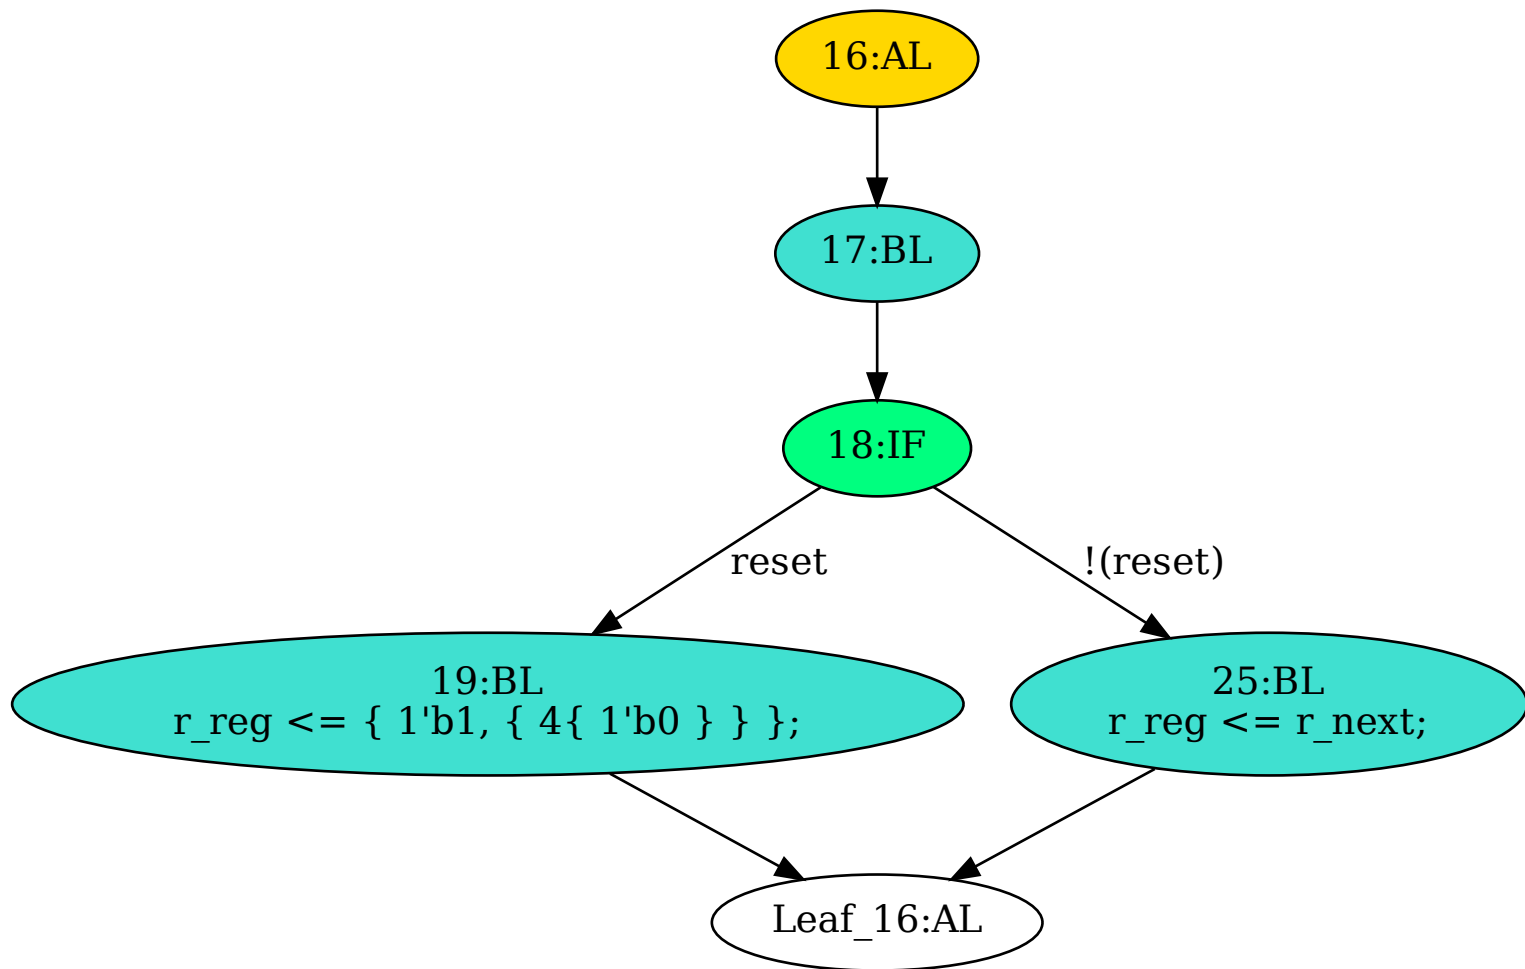 16:AL
17:BL
18:IF
reset
!(reset)
19:BL
r_reg <= { 1'b1, { 4{ 1'b0 } } };
25:BL
r_reg <= r_next;
Leaf_16:AL